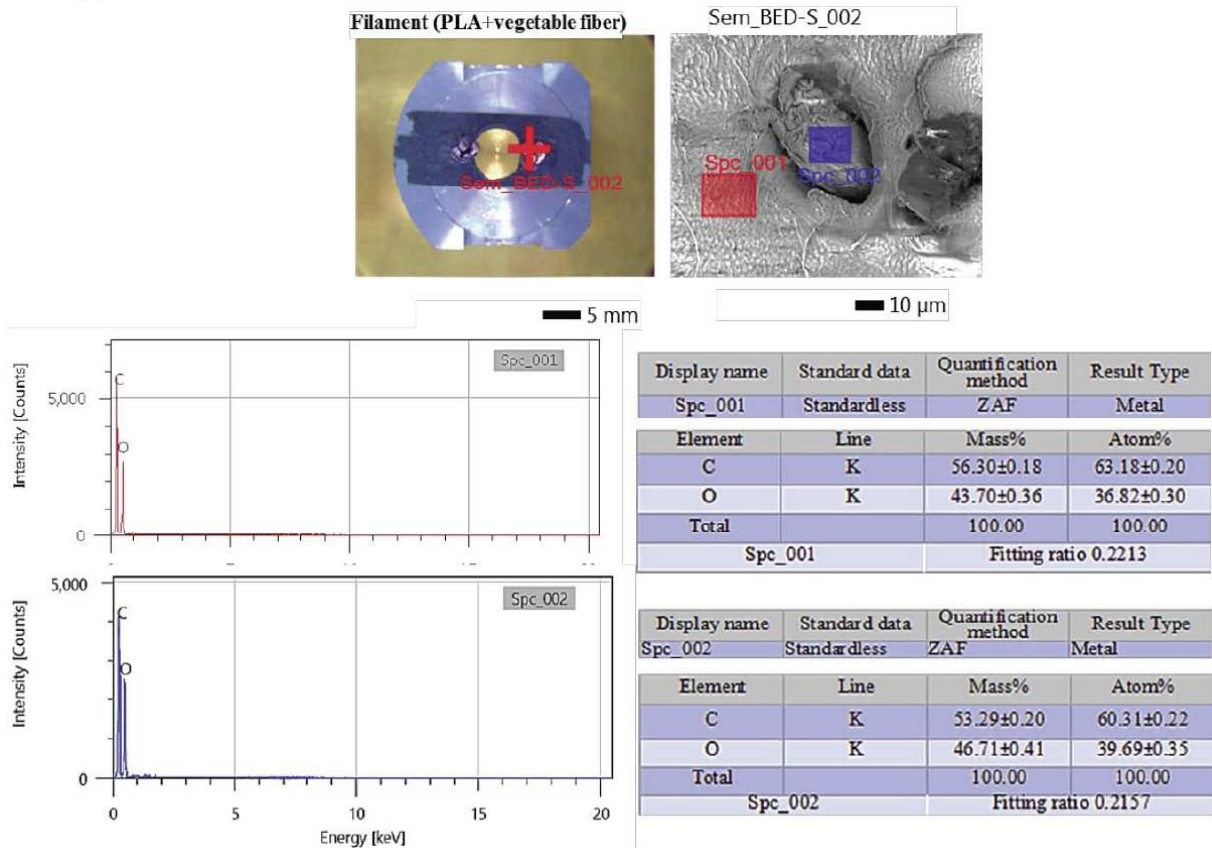 Filament (PLA+vegetable fiber)
Sem_BED-S_002
Sem_BED-S_002
Spc_001
Spc_002
5 mm
10 µm
Intensity [Counts]
5,000
0
C
O
Spc_001
0 5 10 15 20
Display name Standard data Quantification method Result Type
Spc_001 Standardless ZAF Metal
Element Line Mass% Atom%
C K 56.30±0.18 63.18±0.20
O K 43.70±0.36 36.82±0.30
Total 100.00 100.00
Spc_001 Fitting ratio 0.2213
Intensity [Counts]
5,000
0
C
O
Spc_002
0 5 10 15 20
Energy [keV]
Display name Standard data Quantification method Result Type
Spc_002 Standardless ZAF Metal
Element Line Mass% Atom%
C K 53.29±0.20 60.31±0.22
O K 46.71±0.41 39.69±0.35
Total 100.00 100.00
Spc_002 Fitting ratio 0.2157